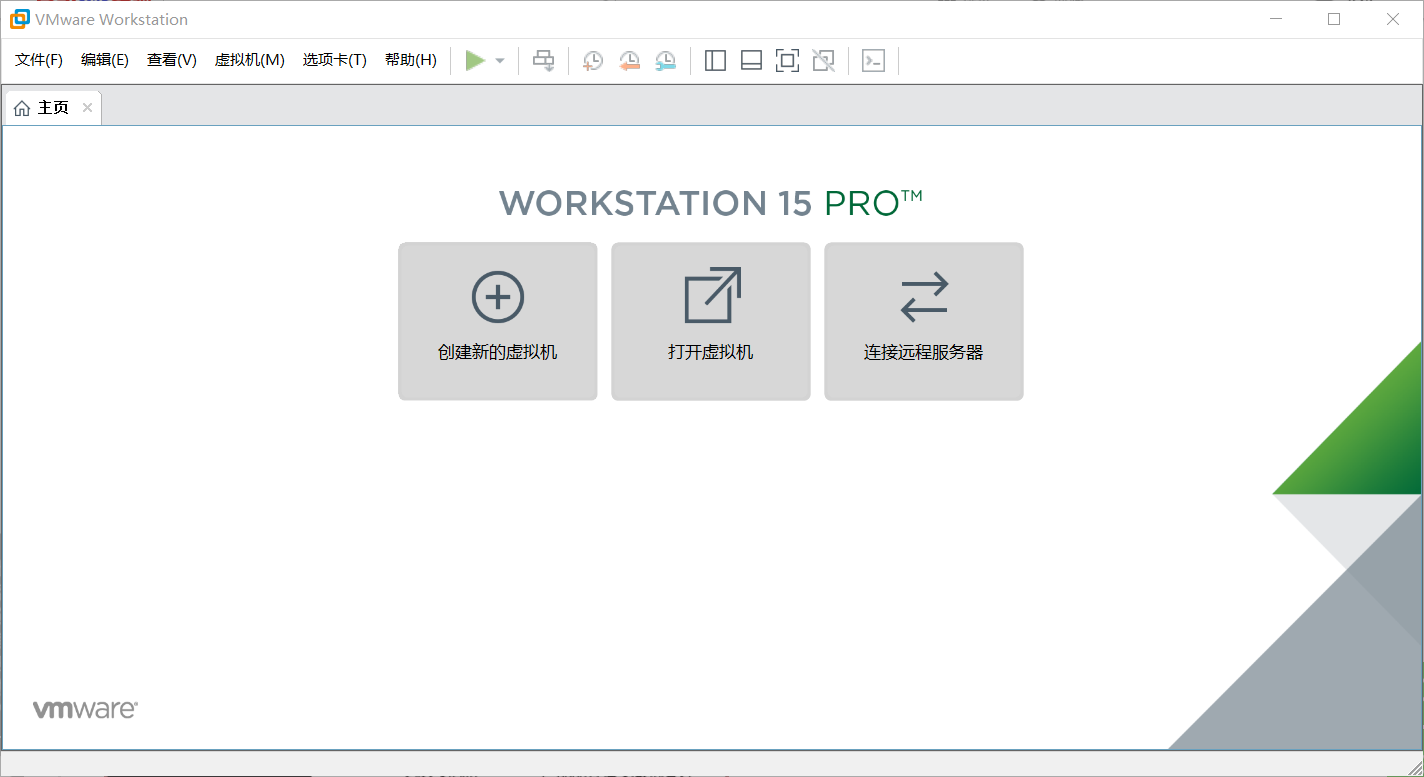 VMware Workstation
文件(F) 编辑(E) 查看(V) 虚拟机(M) 选项卡(T) 帮助(H)
主页
WORKSTATION 15 PRO™
创建新的虚拟机 打开虚拟机 连接远程服务器
vmware®